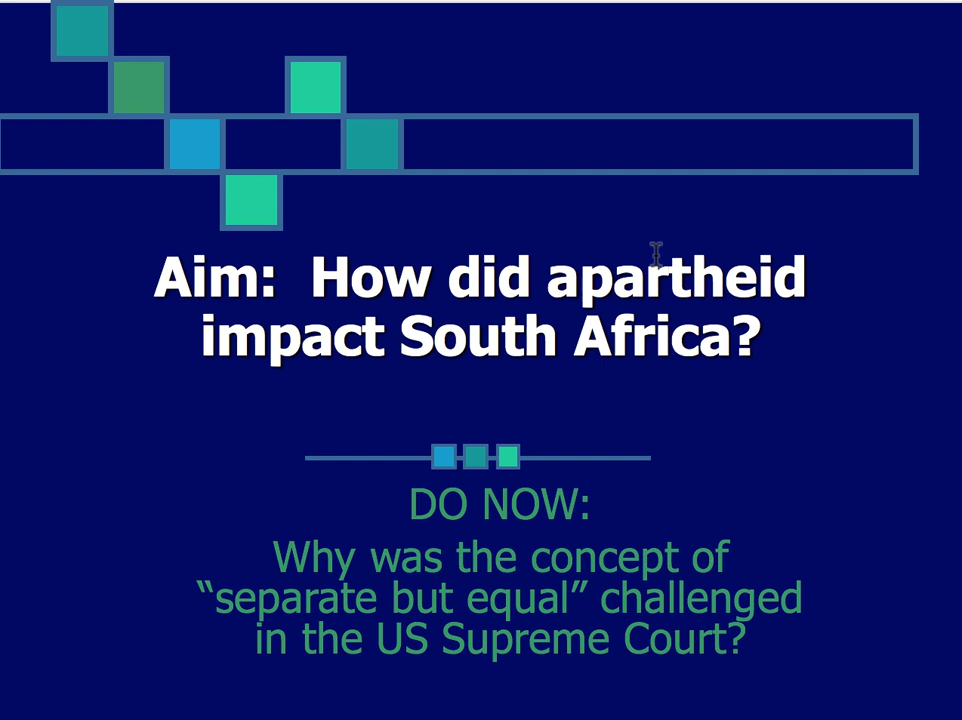 Aim:  How did apartheid
impact South Africa?
DO NOW:
Why was the concept of
“separate but equal” challenged
in the US Supreme Court?